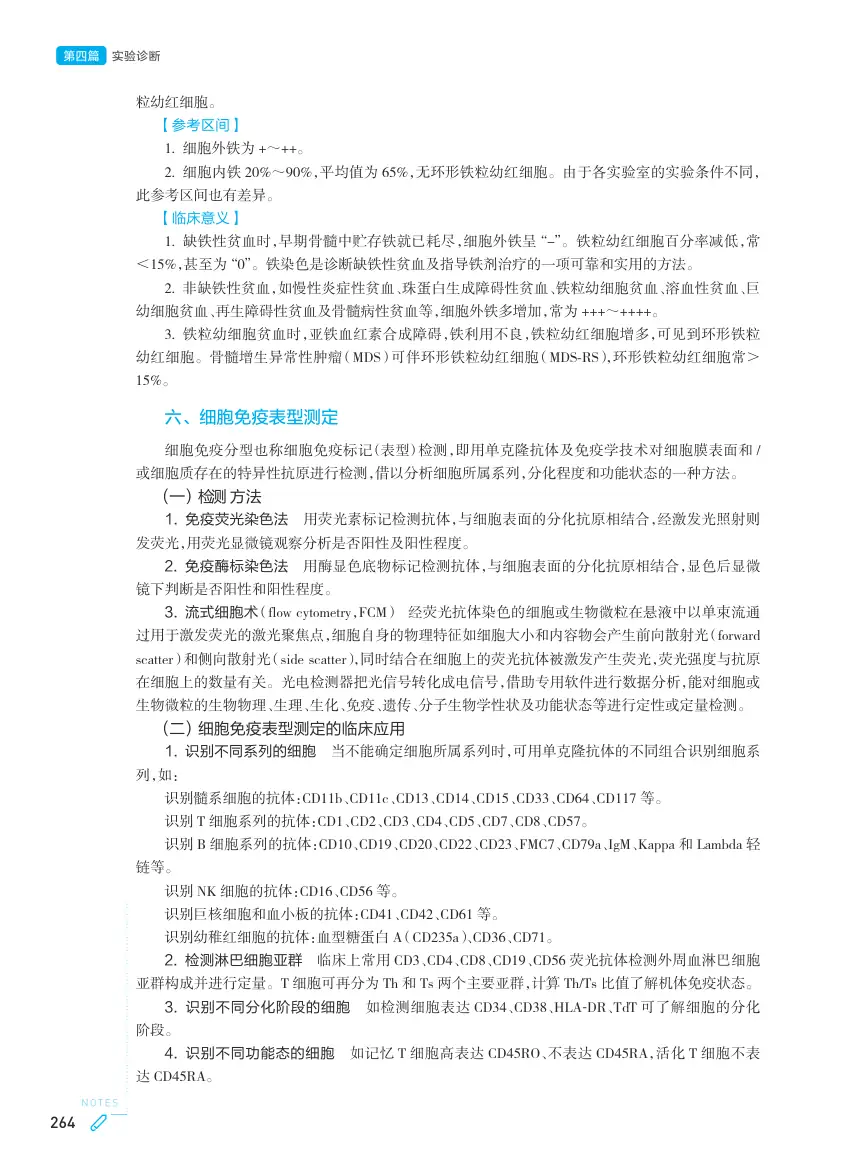 第四篇 实验诊断
粒幼红细胞。
【参考区间】
1. 细胞外铁为 +～++。
2. 细胞内铁 20%～90%,平均值为 65%,无环形铁粒幼红细胞。由于各实验室的实验条件不同,
此参考区间也有差异。
【临床意义】
1. 缺铁性贫血时,早期骨髓中贮存铁就已耗尽,细胞外铁呈 “–”。铁粒幼红细胞百分率减低,常
＜15%,甚至为 “0”。铁染色是诊断缺铁性贫血及指导铁剂治疗的一项可靠和实用的方法。
2. 非缺铁性贫血,如慢性炎症性贫血、珠蛋白生成障碍性贫血、铁粒幼细胞贫血、溶血性贫血、巨
幼细胞贫血、再生障碍性贫血及骨髓病性贫血等,细胞外铁多增加,常为 +++～++++。
3. 铁粒幼细胞贫血时,亚铁血红素合成障碍,铁利用不良,铁粒幼红细胞增多,可见到环形铁粒
幼红细胞。骨髓增生异常性肿瘤（MDS）可伴环形铁粒幼红细胞（MDS-RS）,环形铁粒幼红细胞常＞
15%。
六、细胞免疫表型测定
细胞免疫分型也称细胞免疫标记（表型）检测,即用单克隆抗体及免疫学技术对细胞膜表面和 /
或细胞质存在的特异性抗原进行检测,借以分析细胞所属系列,分化程度和功能状态的一种方法。
（一）检测方法
1. 免疫荧光染色法 用荧光素标记检测抗体,与细胞表面的分化抗原相结合,经激发光照射则
发荧光,用荧光显微镜观察分析是否阳性及阳性程度。
2. 免疫酶标染色法 用酶显色底物标记检测抗体,与细胞表面的分化抗原相结合,显色后显微
镜下判断是否阳性和阳性程度。
3. 流式细胞术（flow cytometry,FCM） 经荧光抗体染色的细胞或生物微粒在悬液中以单束流通
过用于激发荧光的激光聚焦点,细胞自身的物理特征如细胞大小和内容物会产生前向散射光（forward
scatter）和侧向散射光（side scatter）,同时结合在细胞上的荧光抗体被激发产生荧光,荧光强度与抗原
在细胞上的数量有关。光电检测器把光信号转化成电信号,借助专用软件进行数据分析,能对细胞或
生物微粒的生物物理、生理、生化、免疫、遗传、分子生物学性状及功能状态等进行定性或定量检测。
（二）细胞免疫表型测定的临床应用
1. 识别不同系列的细胞 当不能确定细胞所属系列时,可用单克隆抗体的不同组合识别细胞系
列,如:
识别髓系细胞的抗体:CD11b、CD11c、CD13、CD14、CD15、CD33、CD64、CD117 等。
识别 T 细胞系列的抗体:CD1、CD2、CD3、CD4、CD5、CD7、CD8、CD57。
识别 B 细胞系列的抗体:CD10、CD19、CD20、CD22、CD23、FMC7、CD79a、IgM、Kappa 和 Lambda 轻
链等。
识别 NK 细胞的抗体:CD16、CD56 等。
识别巨核细胞和血小板的抗体:CD41、CD42、CD61 等。
识别幼稚红细胞的抗体:血型糖蛋白 A（CD235a）、CD36、CD71。
2. 检测淋巴细胞亚群 临床上常用 CD3、CD4、CD8、CD19、CD56 荧光抗体检测外周血淋巴细胞
亚群构成并进行定量。T 细胞可再分为 Th 和 Ts 两个主要亚群,计算 Th/Ts 比值了解机体免疫状态。
3. 识别不同分化阶段的细胞 如检测细胞表达 CD34、CD38、HLA-DR、TdT 可了解细胞的分化
阶段。
4. 识别不同功能态的细胞 如记忆 T 细胞高表达 CD45RO、不表达 CD45RA,活化 T 细胞不表
达 CD45RA。
NOTES
264